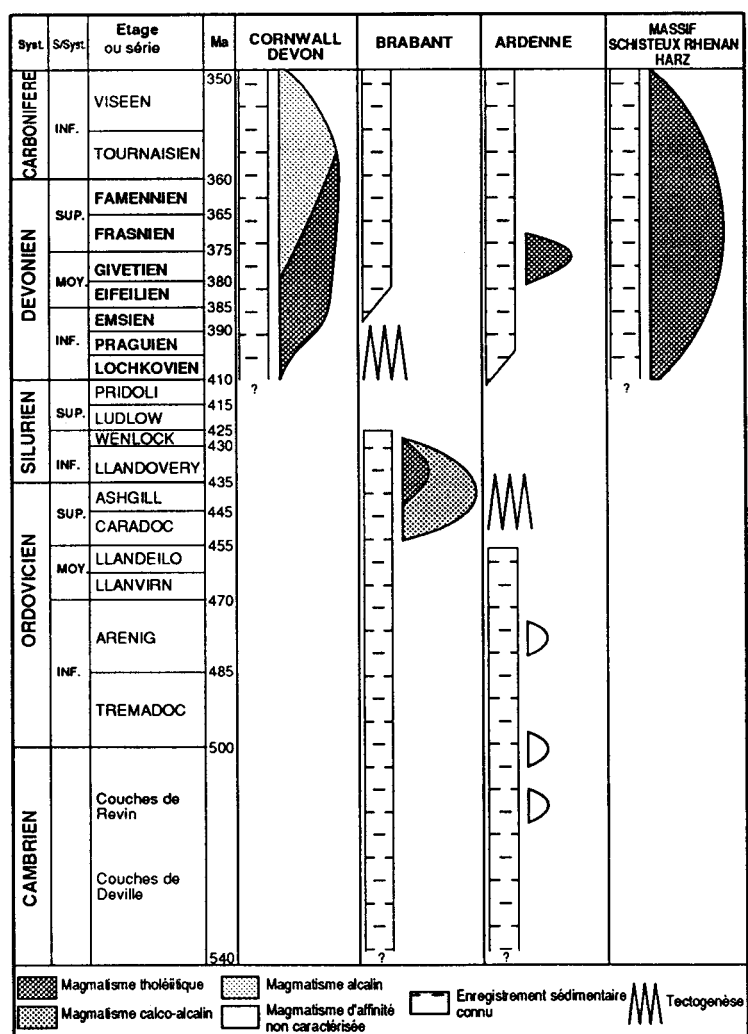 Syst. S/Syst. Etage ou série Ma CORNWALL DEVON BRABANT ARDENNE MASSIF SCHISTEUX RHENAN HARZ
CARBONIFERE
INF.
350
VISEEN
TOURNAISIEN
360
DEVONIEN
SUP.
FAMENNIEN
365
FRASNIEN
375
MOY.
GIVETIEN
380
EIFEILIEN
385
INF.
EMSIEN
390
PRAGUIEN
LOCHKOVIEN
410
? ?
SILURIEN
SUP.
PRIDOLI
415
LUDLOW
425
WENLOCK
430
INF.
LLANDOVERY
435
ORDOVICIEN
SUP.
ASHGILL
445
CARADOC
455
MOY.
LLANDEILO
LLANVIRN
470
INF.
ARENIG
485
TREMADOC
500
CAMBRIEN
Couches de
Revin
Couches de
Deville
540
? ?
Magmatisme tholéiitique
Magmatisme alcalin
Enregistrement sédimentaire
connu
Tectogenèse
Magmatisme calco-alcalin
Magmatisme d'affinité
non caractérisée